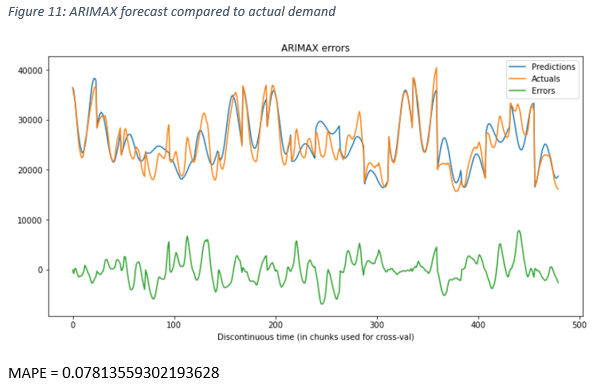 Figure 11: ARIMAX forecast compared to actual demand
ARIMAX errors
Predictions
Actuals
Errors
40000
30000
20000
10000
0
0 100 200 300 400 500
Discontinuous time (in chunks used for cross-val)
MAPE = 0.07813559302193628